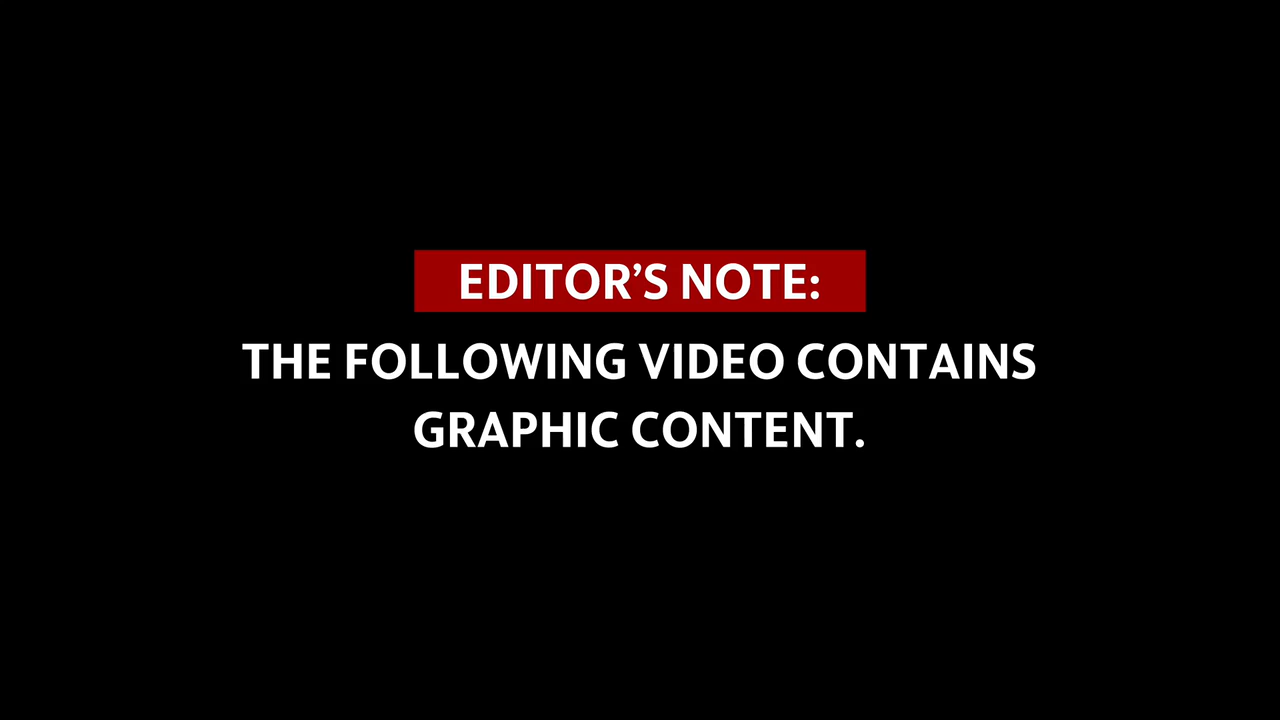 EDITOR’S NOTE:
THE FOLLOWING VIDEO CONTAINS
GRAPHIC CONTENT.